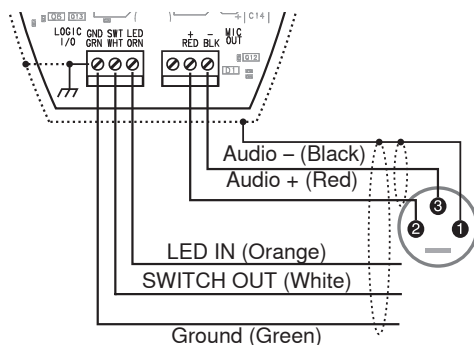 Q6 Q13 + C14
LOGIC GND SWT LED + – MIC
I/O GRN WHT ORN RED BLK OUT
Q12
D1
Audio – (Black)
Audio + (Red)
3
2 1
LED IN (Orange)
SWITCH OUT (White)
Ground (Green)